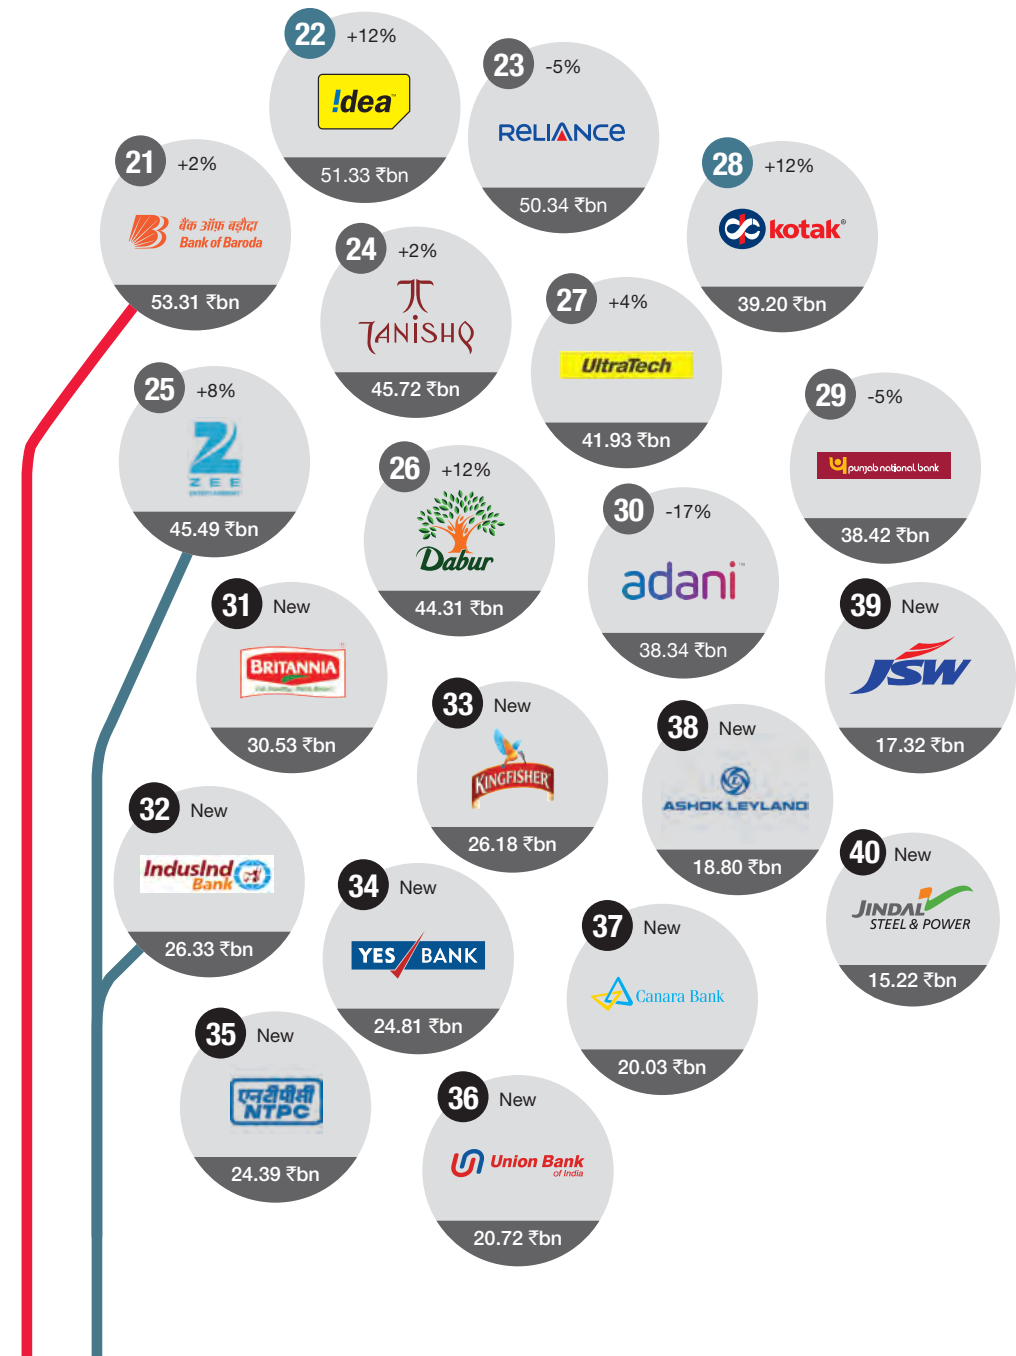 22 +12%
!dea™
51.33 ₹bn
23 -5%
RELIANCE
50.34 ₹bn
21 +2%
बैंक ऑफ़ बड़ौदा
Bank of Baroda
53.31 ₹bn
28 +12%
kotak®
39.20 ₹bn
24 +2%
TANISHQ
45.72 ₹bn
27 +4%
UltraTech
41.93 ₹bn
25 +8%
ZEE
ENTERTAINMENT
45.49 ₹bn
29 -5%
punjab national bank
38.42 ₹bn
26 +12%
Dabur
44.31 ₹bn
30 -17%
adani™
38.34 ₹bn
31 New
BRITANNIA
30.53 ₹bn
39 New
JSW
17.32 ₹bn
33 New
KINGFISHER
26.18 ₹bn
38 New
ASHOK LEYLAND
18.80 ₹bn
32 New
IndusInd
Bank
26.33 ₹bn
40 New
JINDAL
STEEL & POWER
15.22 ₹bn
34 New
YES BANK
24.81 ₹bn
37 New
Canara Bank
20.03 ₹bn
35 New
एनटीपीसी
NTPC
24.39 ₹bn
36 New
Union Bank
of India
20.72 ₹bn